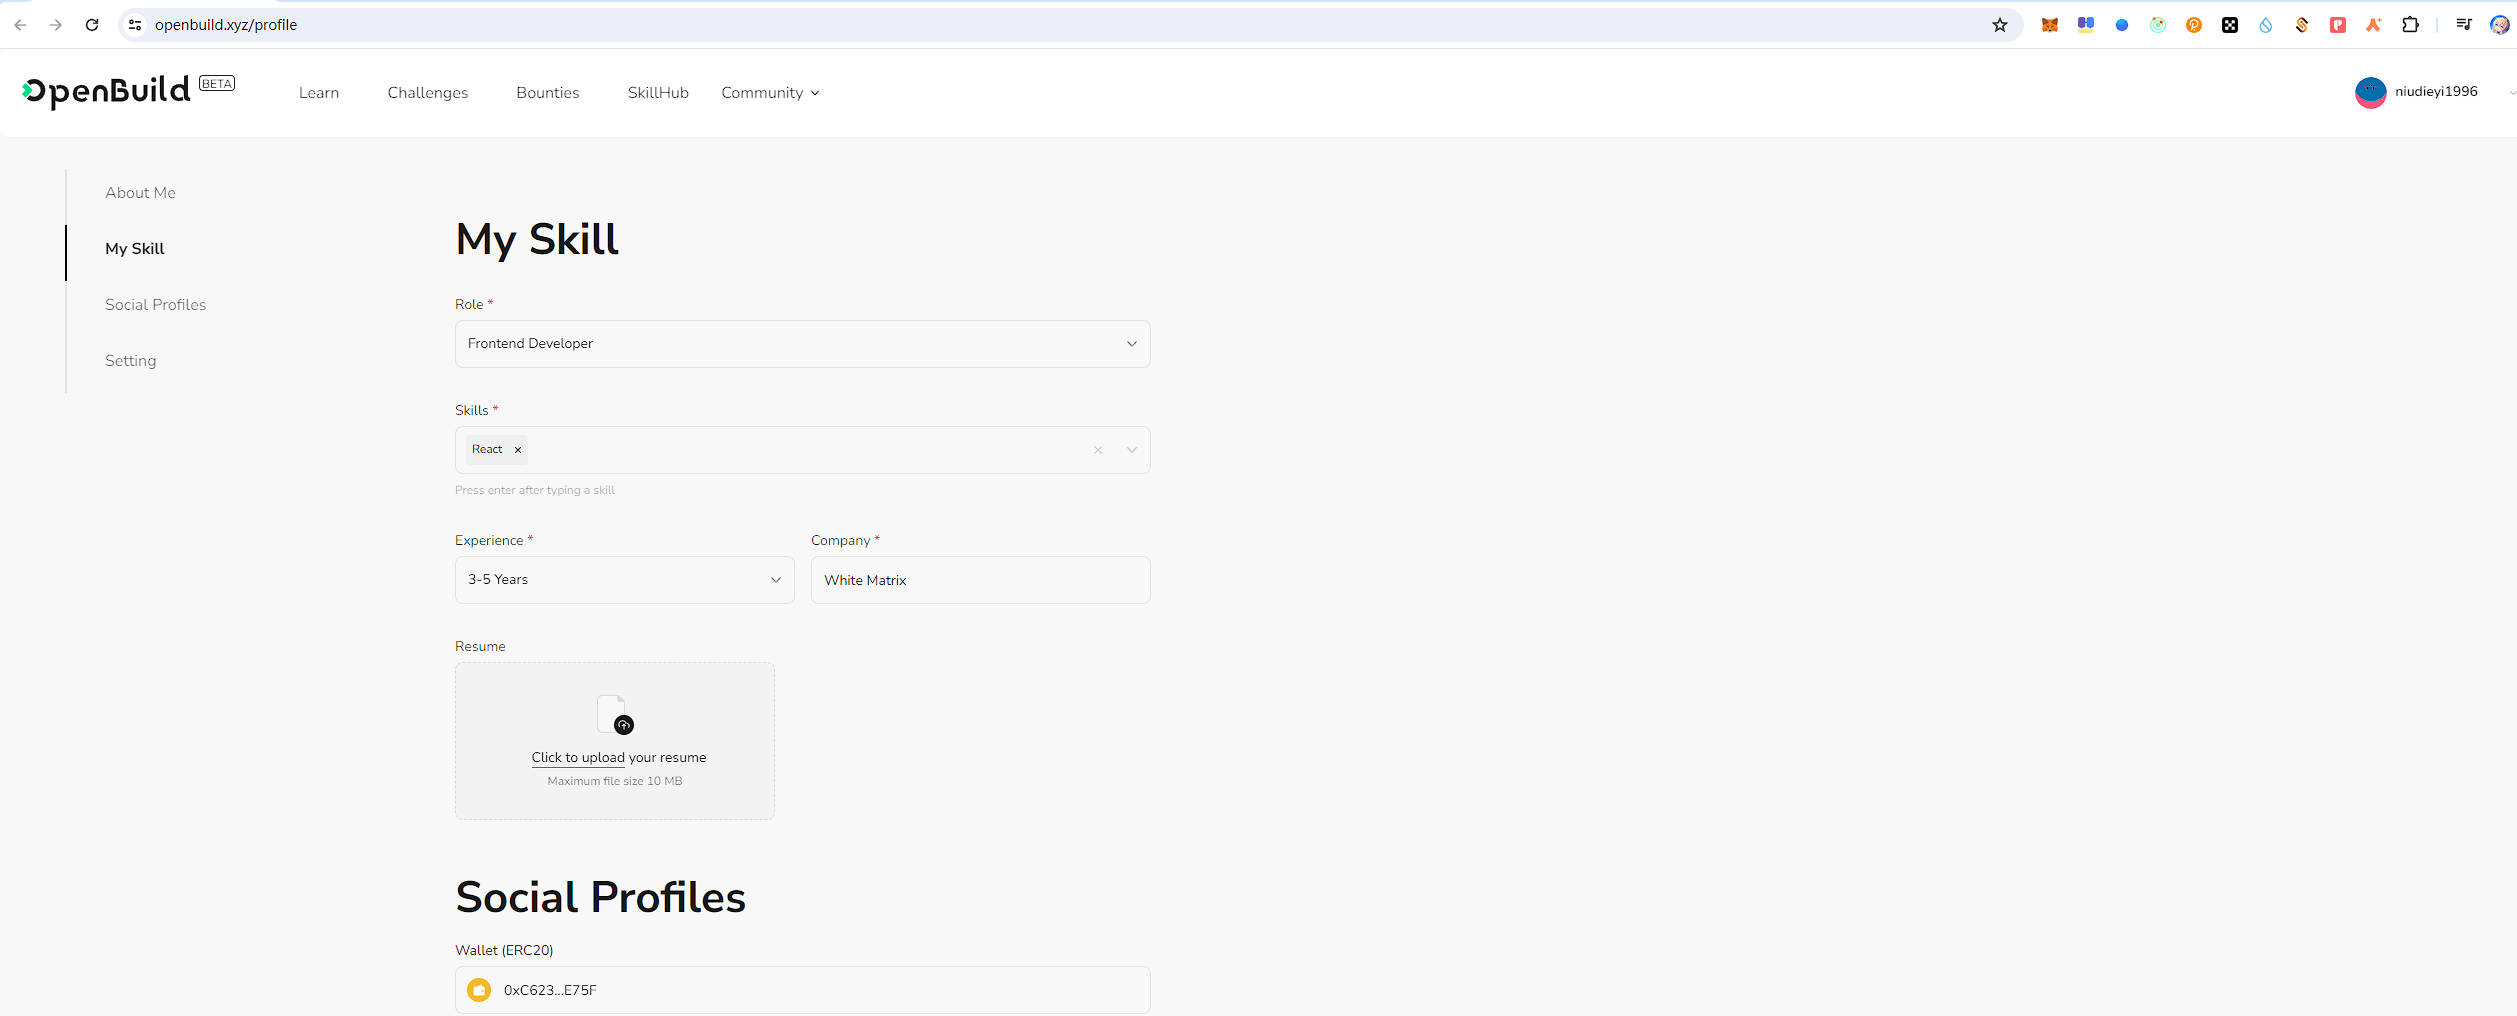 openbuild.xyz/profile
OpenBuild BETA
Learn Challenges Bounties SkillHub Community
niudieyi1996
About Me
My Skill
Social Profiles
Setting
My Skill
Role *
Frontend Developer
Skills *
React ×
Press enter after typing a skill
Experience * Company *
3-5 Years White Matrix
Resume
Click to upload your resume
Maximum file size 10 MB
Social Profiles
Wallet (ERC20)
0xC623...E75F